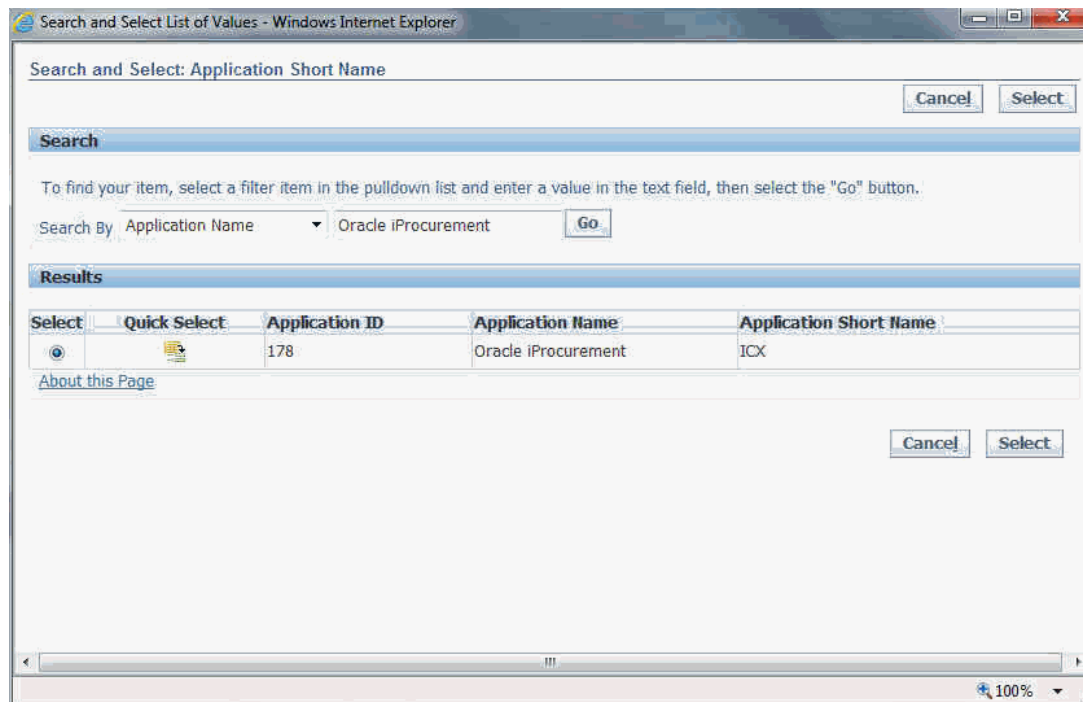 Search and Select List of Values - Windows Internet Explorer
Search and Select: Application Short Name
Cancel Select
Search
To find your item, select a filter item in the pulldown list and enter a value in the text field, then select the "Go" button.
Search By Application Name Oracle iProcurement Go
Results
Select Quick Select Application ID Application Name Application Short Name
178 Oracle iProcurement ICX
About this Page
Cancel Select
100%